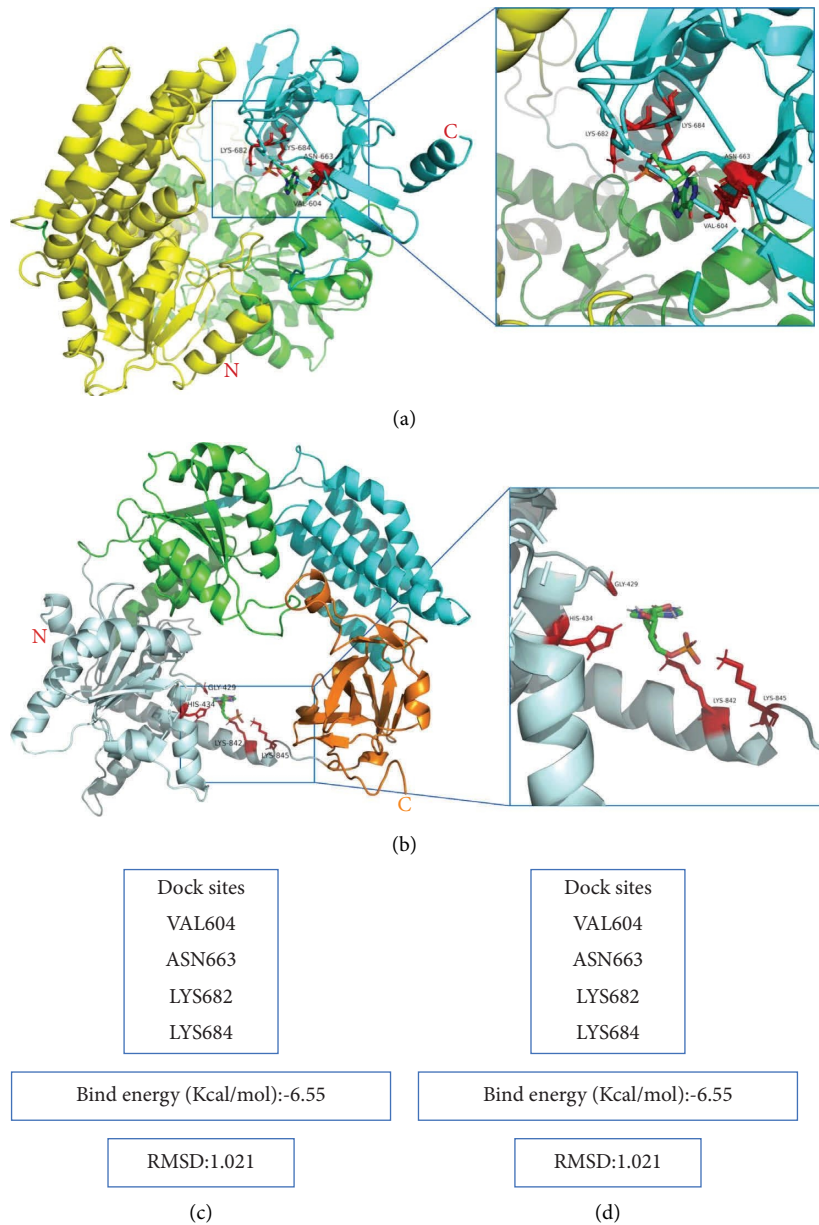 C
LYS-682
LYS-684
ASN-663
VAL-604
N
LYS-682
LYS-684
ASN-663
VAL-604
(a)
N
GLY-429
HIS-434
LYS-842
LYS-845
C
GLY-429
HIS-434
LYS-842
LYS-845
(b)
Dock sites
VAL604
ASN663
LYS682
LYS684
Bind energy (Kcal/mol):-6.55
RMSD:1.021
(c)
Dock sites
VAL604
ASN663
LYS682
LYS684
Bind energy (Kcal/mol):-6.55
RMSD:1.021
(d)